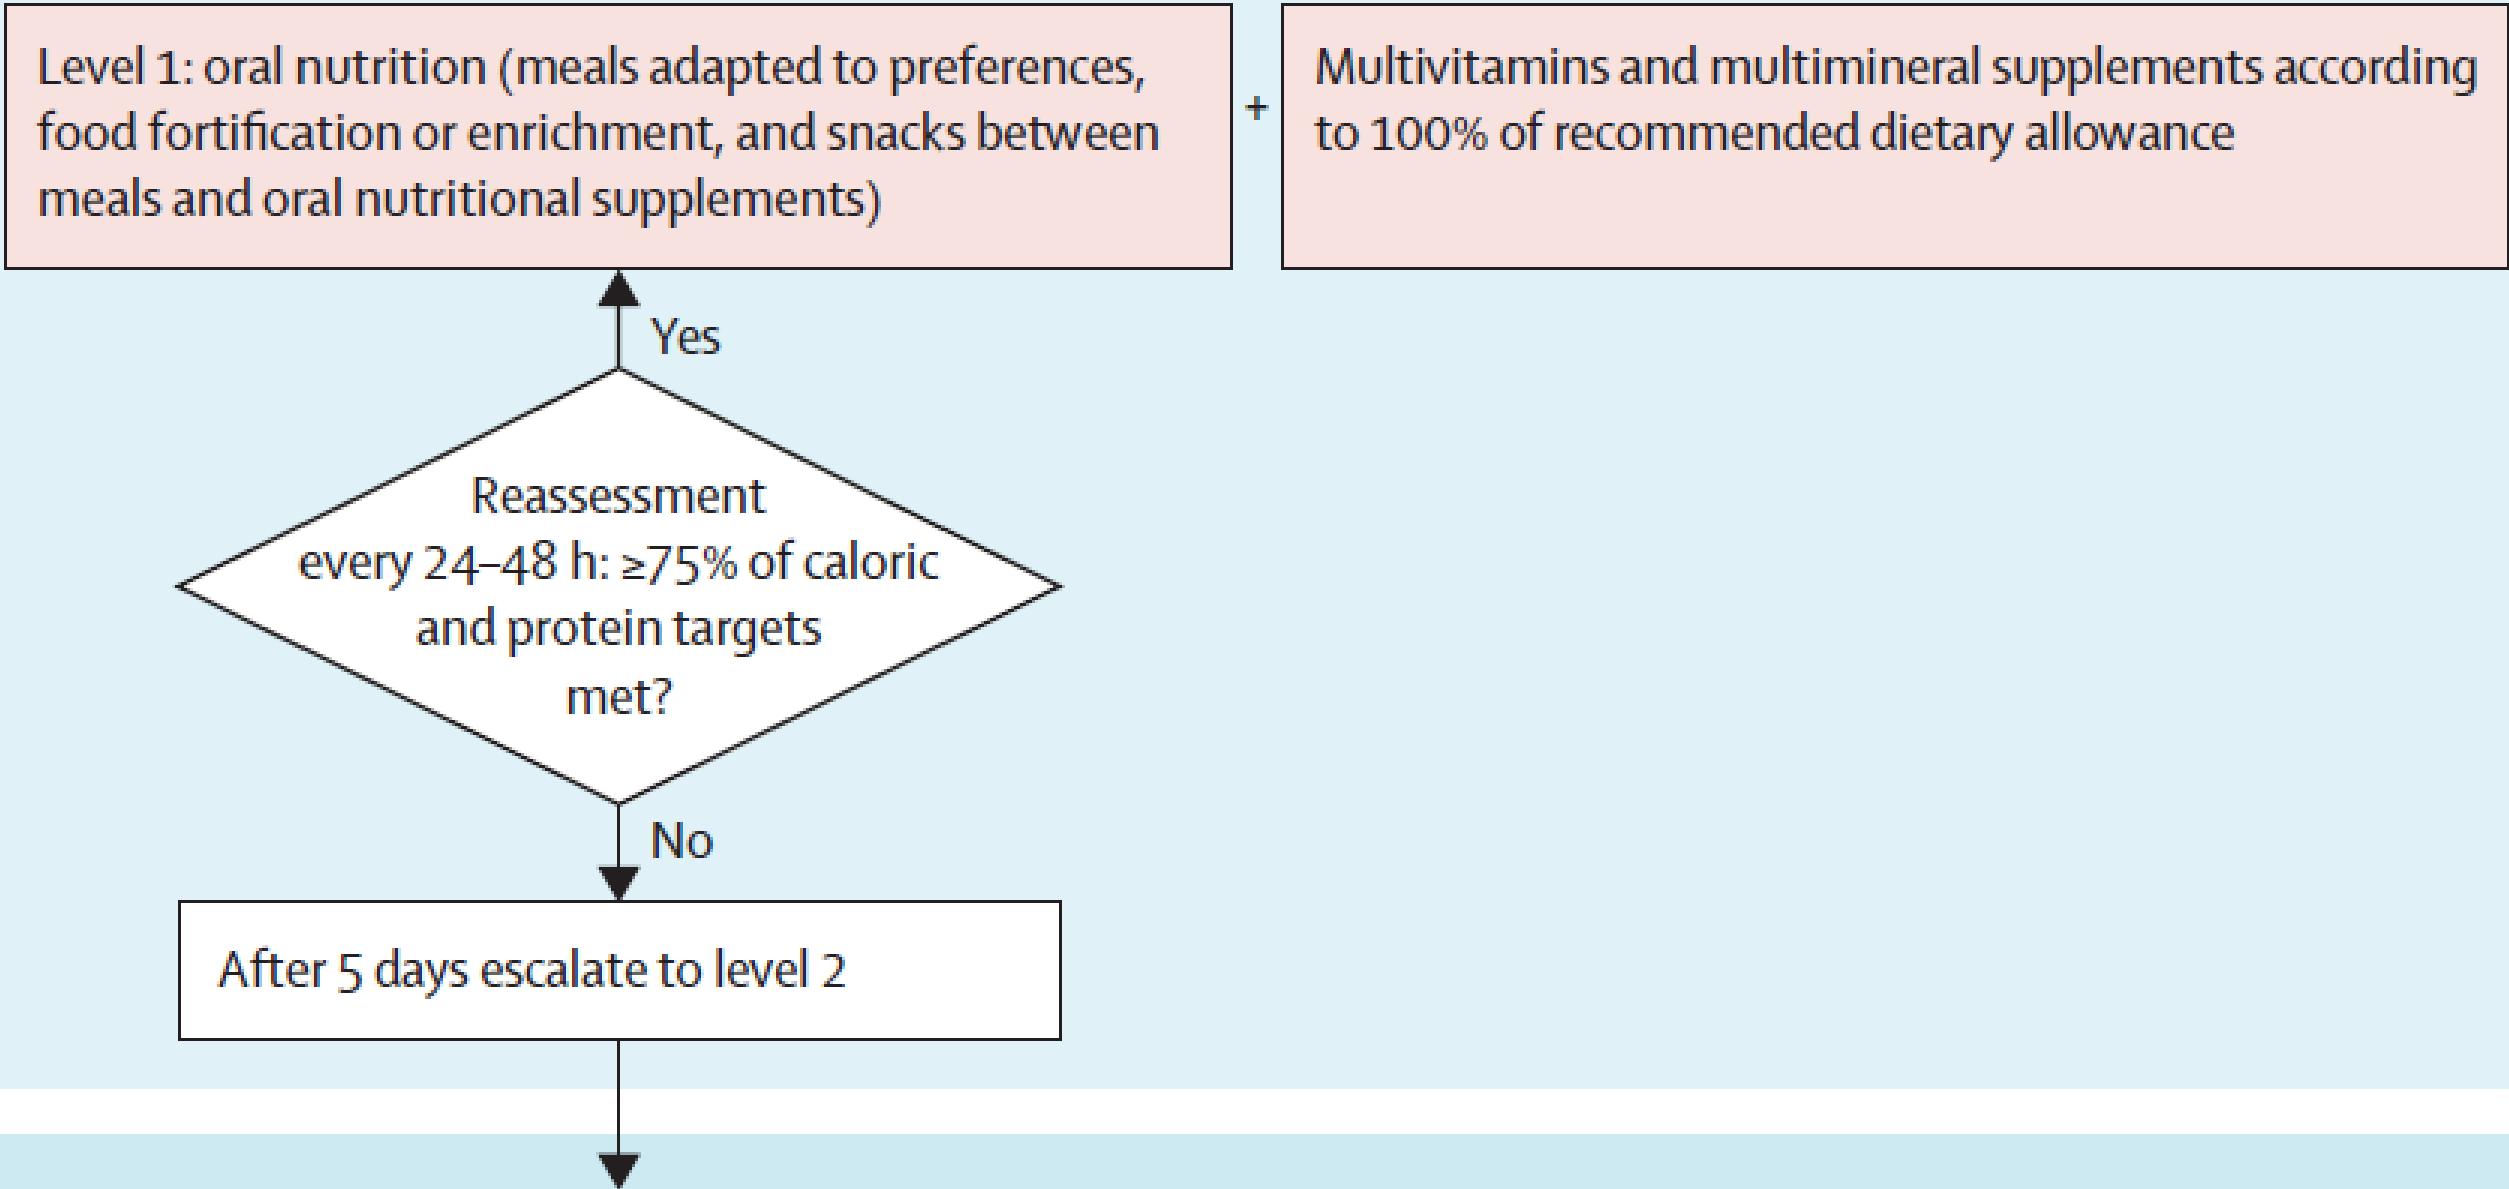 Level 1: oral nutrition (meals adapted to preferences,
food fortification or enrichment, and snacks between
meals and oral nutritional supplements)
+
Multivitamins and multimineral supplements according
to 100% of recommended dietary allowance
Yes
Reassessment
every 24–48 h: ≥75% of caloric
and protein targets
met?
No
After 5 days escalate to level 2